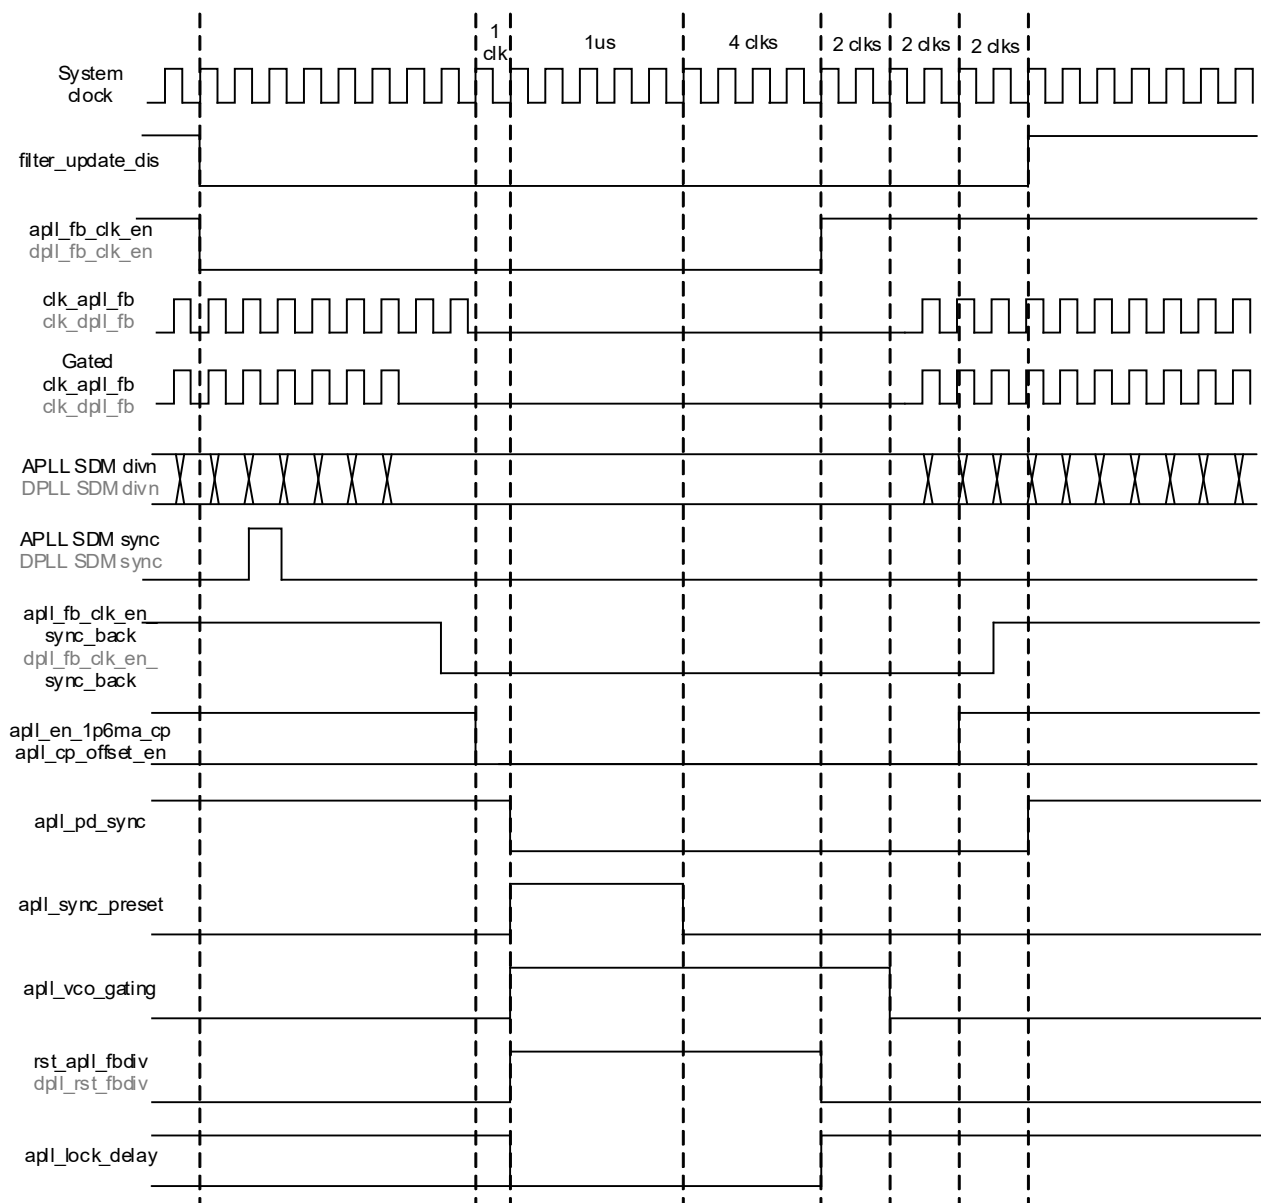 1
clk
1us
4 clks
2 clks
2 clks
2 clks
System
clock
filter_update_dis
apll_fb_clk_en
dpll_fb_clk_en
clk_apll_fb
clk_dpll_fb
Gated
clk_apll_fb
clk_dpll_fb
APLL SDM divn
DPLL SDM divn
APLL SDM sync
DPLL SDM sync
apll_fb_clk_en_
sync_back
dpll_fb_clk_en_
sync_back
apll_en_1p6ma_cp
apll_cp_offset_en
apll_pd_sync
apll_sync_preset
apll_vco_gating
rst_apll_fbdiv
dpll_rst_fbdiv
apll_lock_delay